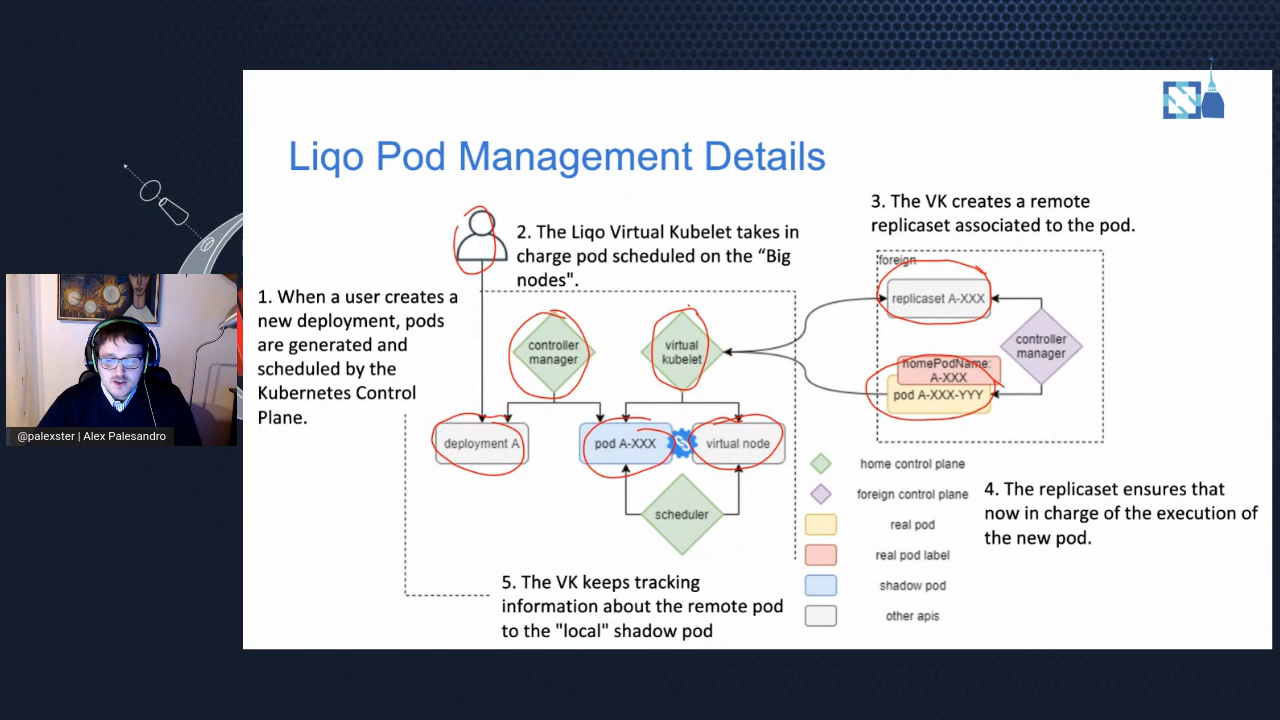 Liqo Pod Management Details
1. When a user creates a
new deployment, pods
are generated and
scheduled by the
Kubernetes Control
Plane.
2. The Liqo Virtual Kubelet takes in
charge pod scheduled on the “Big
nodes".
3. The VK creates a remote
replicaset associated to the pod.
controller
manager
virtual
kubelet
deployment A
pod A-XXX
virtual node
scheduler
foreign
replicaset A-XXX
homePodName:
A-XXX
pod A-XXX-YYY
controller
manager
home control plane
foreign control plane
real pod
real pod label
shadow pod
other apis
4. The replicaset ensures that
now in charge of the execution of
the new pod.
5. The VK keeps tracking
information about the remote pod
to the "local" shadow pod
@palexster | Alex Palesandro